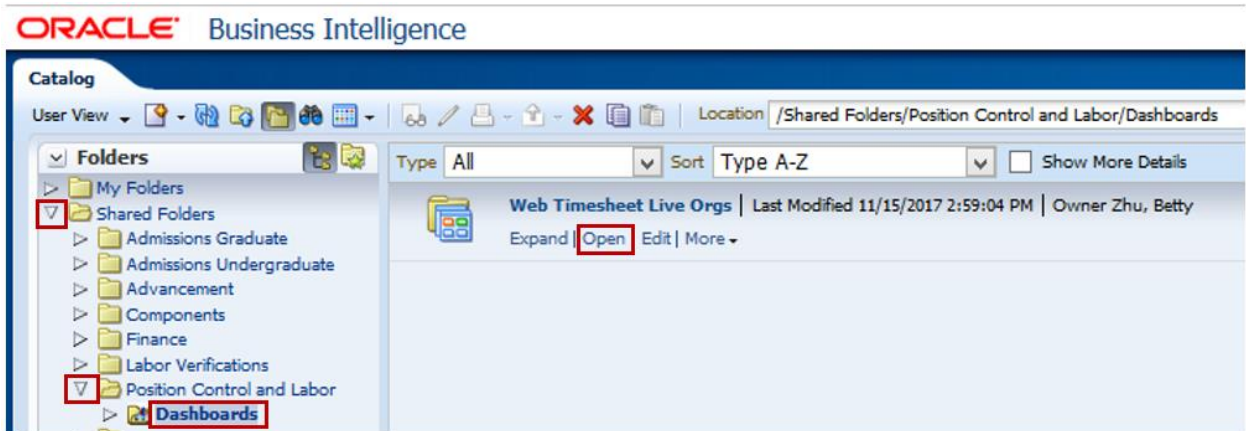 ORACLE Business Intelligence
Catalog
User View Location /Shared Folders/Position Control and Labor/Dashboards
Folders
Type All Sort Type A-Z Show More Details
My Folders
Shared Folders
Web Timesheet Live Orgs | Last Modified 11/15/2017 2:59:04 PM | Owner Zhu, Betty
Expand | Open Edit | More
Admissions Graduate
Admissions Undergraduate
Advancement
Components
Finance
Labor Verifications
Position Control and Labor
Dashboards